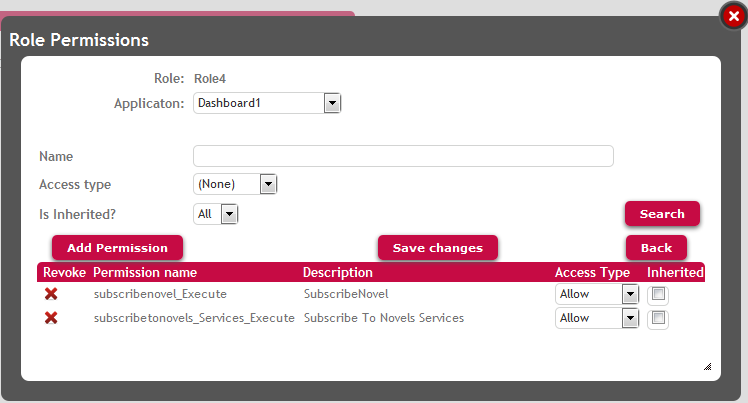 Role Permissions
Role: Role4
Applicaton: Dashboard1
Name
Access type (None)
Is Inherited? All Search
Add Permission Save changes Back
Revoke Permission name Description Access Type Inherited
subscribenovel_Execute SubscribeNovel Allow
subscribetonovels_Services_Execute Subscribe To Novels Services Allow